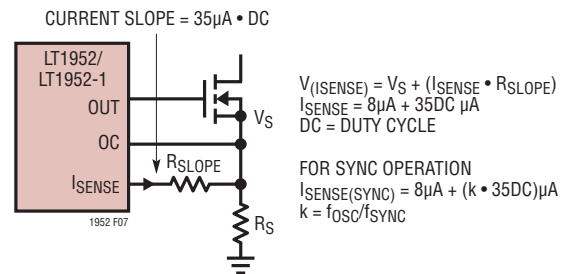 CURRENT SLOPE = 35µA • DC
LT1952/
LT1952-1
OUT
OC
ISENSE
VS
RSLOPE
RS
1952 F07
V(ISENSE) = VS + (ISENSE • RSLOPE)
ISENSE = 8µA + 35DC µA
DC = DUTY CYCLE
FOR SYNC OPERATION
ISENSE(SYNC) = 8µA + (k • 35DC)µA
k = fOSC/fSYNC